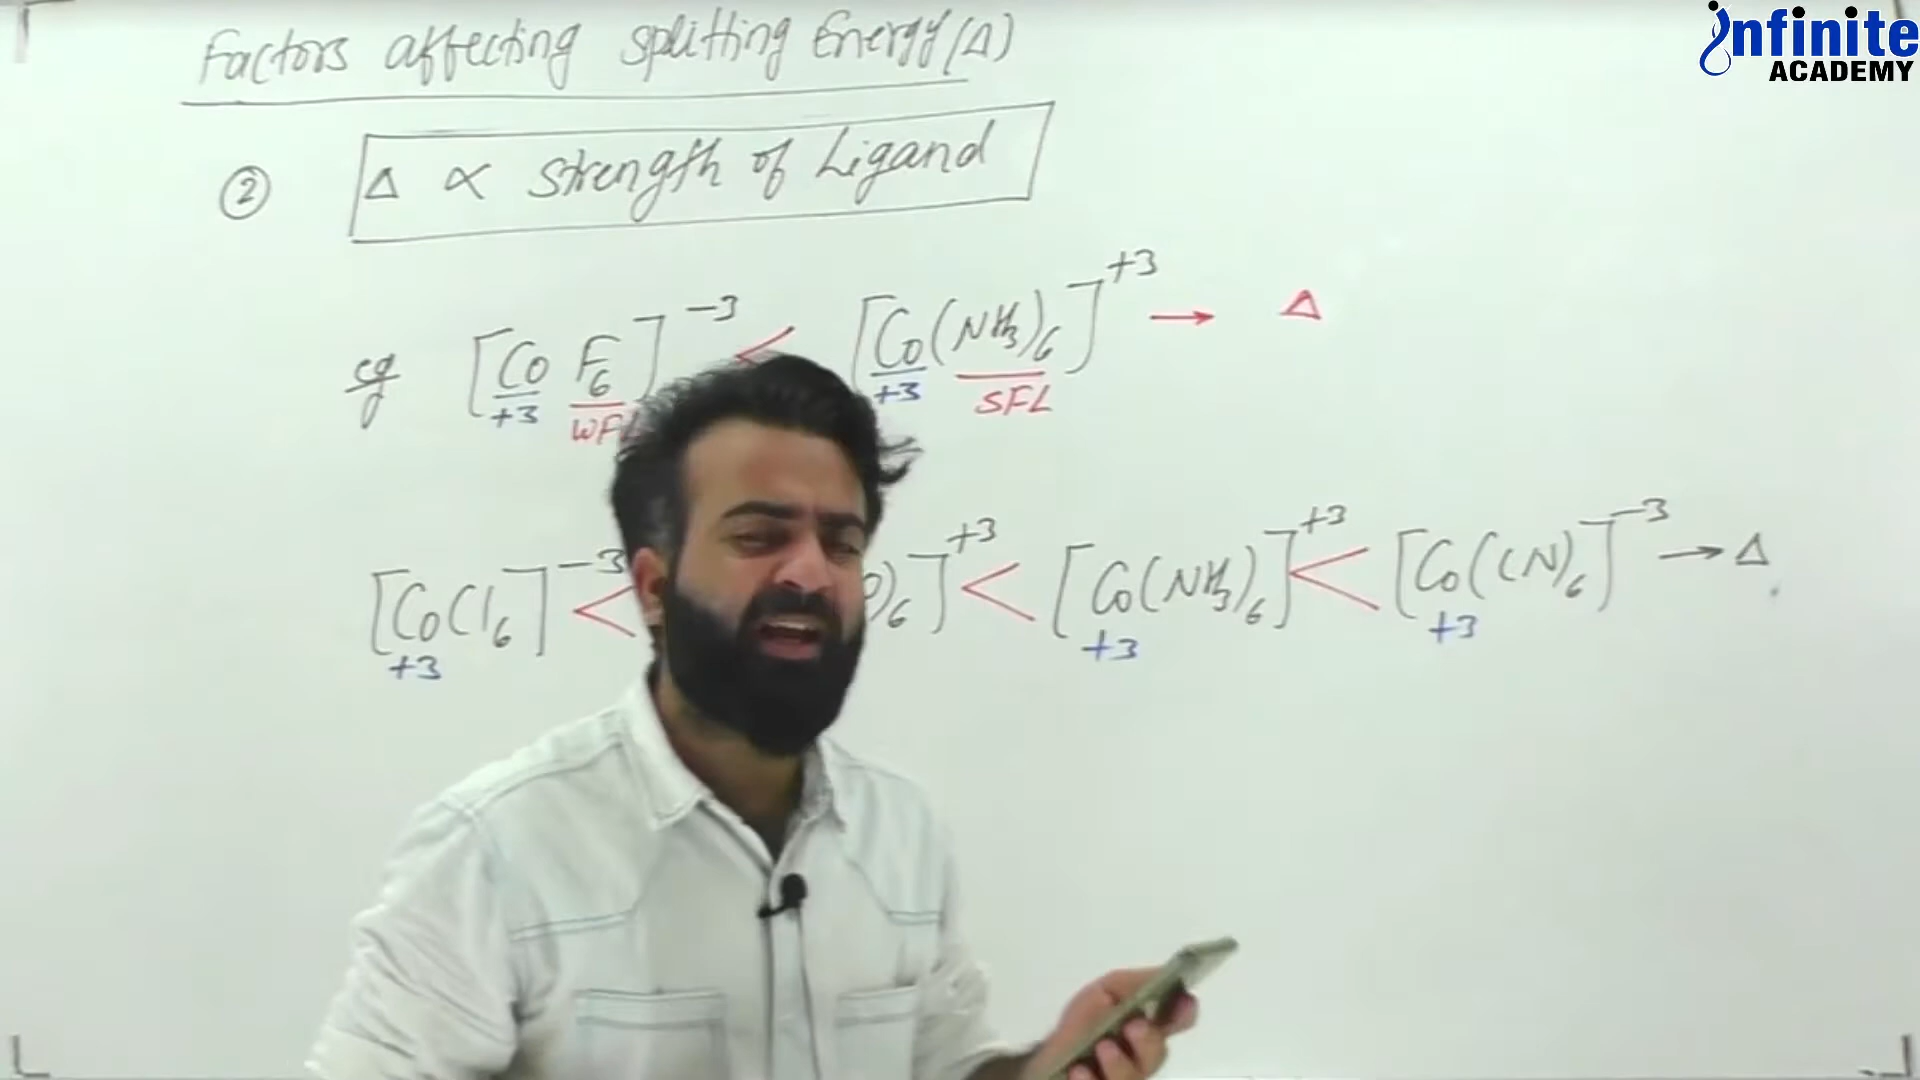 infinite
ACADEMY
Factors affecting splitting Energy (Δ)
② Δ ∝ strength of Ligand
eg [CoF₆]⁻³ < [Co(NH₃)₆]⁺³ → Δ
+3 WFL +3 SFL
[CoCl₆]⁻³ < )₆]⁺³ < [Co(NH₃)₆]⁺³ < [Co(CN)₆]⁻³ → Δ
+3 +3 +3